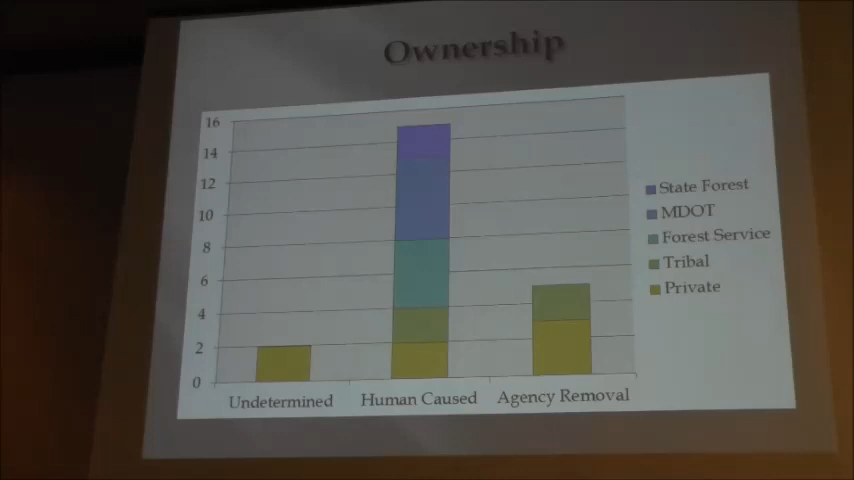 Ownership
16
14
12
10
8
6
4
2
0
Undetermined
Human Caused
Agency Removal
State Forest
MDOT
Forest Service
Tribal
Private